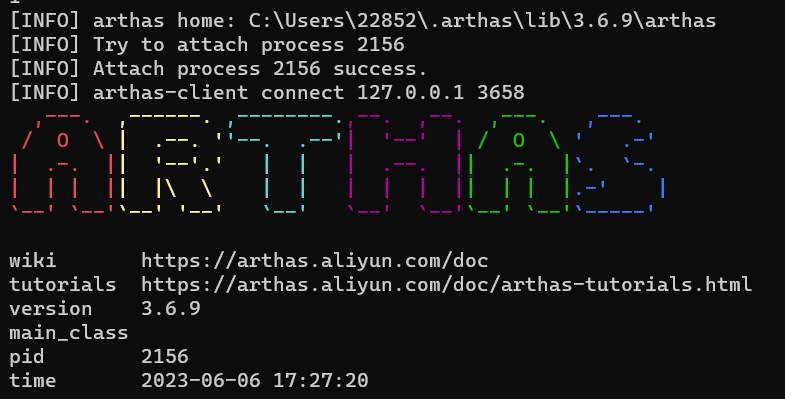 [INFO] arthas home: C:\Users\22852\.arthas\lib\3.6.9\arthas
[INFO] Try to attach process 2156
[INFO] Attach process 2156 success.
[INFO] arthas-client connect 127.0.0.1 3658
ARTHAS
wiki https://arthas.aliyun.com/doc
tutorials https://arthas.aliyun.com/doc/arthas-tutorials.html
version 3.6.9
main_class
pid 2156
time 2023-06-06 17:27:20